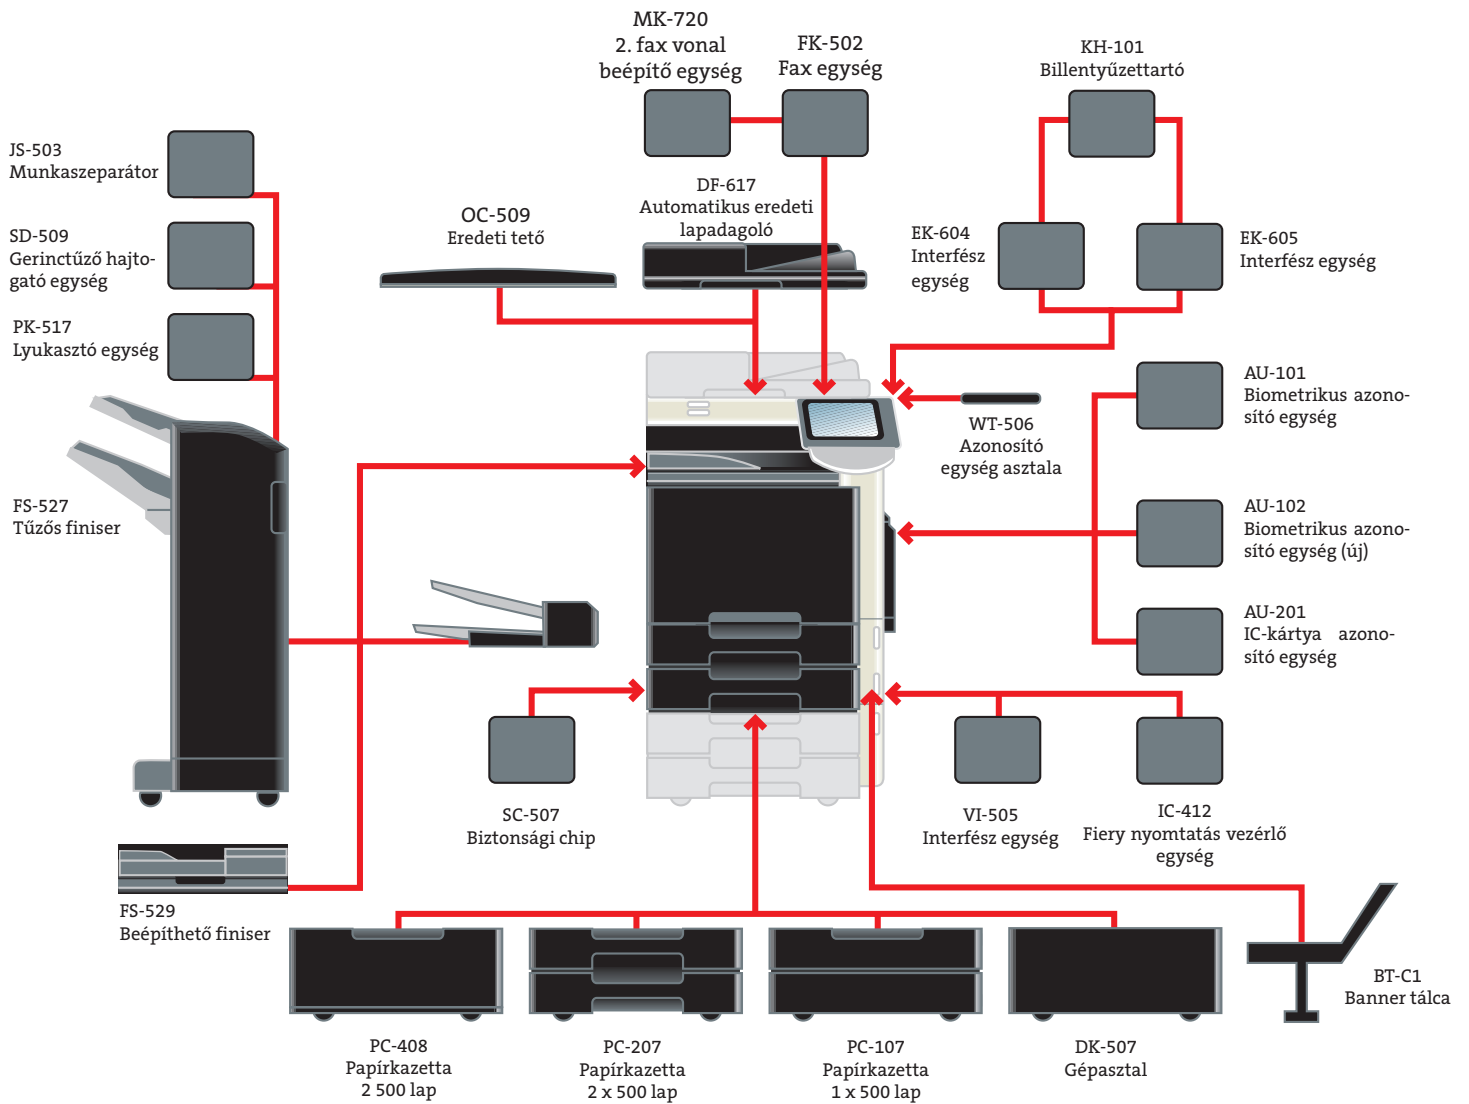 MK-720
2. fax vonal
beépítő egység
FK-502
Fax egység
KH-101
Billentyűzettartó
JS-503
Munkaszeparátor
DF-617
Automatikus eredeti
lapadagoló
OC-509
Eredeti tető
SD-509
Gerinctűző hajto-
gató egység
EK-604
Interfész
egység
EK-605
Interfész egység
PK-517
Lyukasztó egység
AU-101
Biometrikus azono-
sító egység
WT-506
Azonosító
egység asztala
FS-527
Tűzős finiser
AU-102
Biometrikus azono-
sító egység (új)
AU-201
IC-kártya azono-
sító egység
SC-507
Biztonsági chip
VI-505
Interfész egység
IC-412
Fiery nyomtatás vezérlő
egység
FS-529
Beépíthető finiser
BT-C1
Banner tálca
PC-408
Papírkazetta
2 500 lap
PC-207
Papírkazetta
2 x 500 lap
PC-107
Papírkazetta
1 x 500 lap
DK-507
Gépasztal